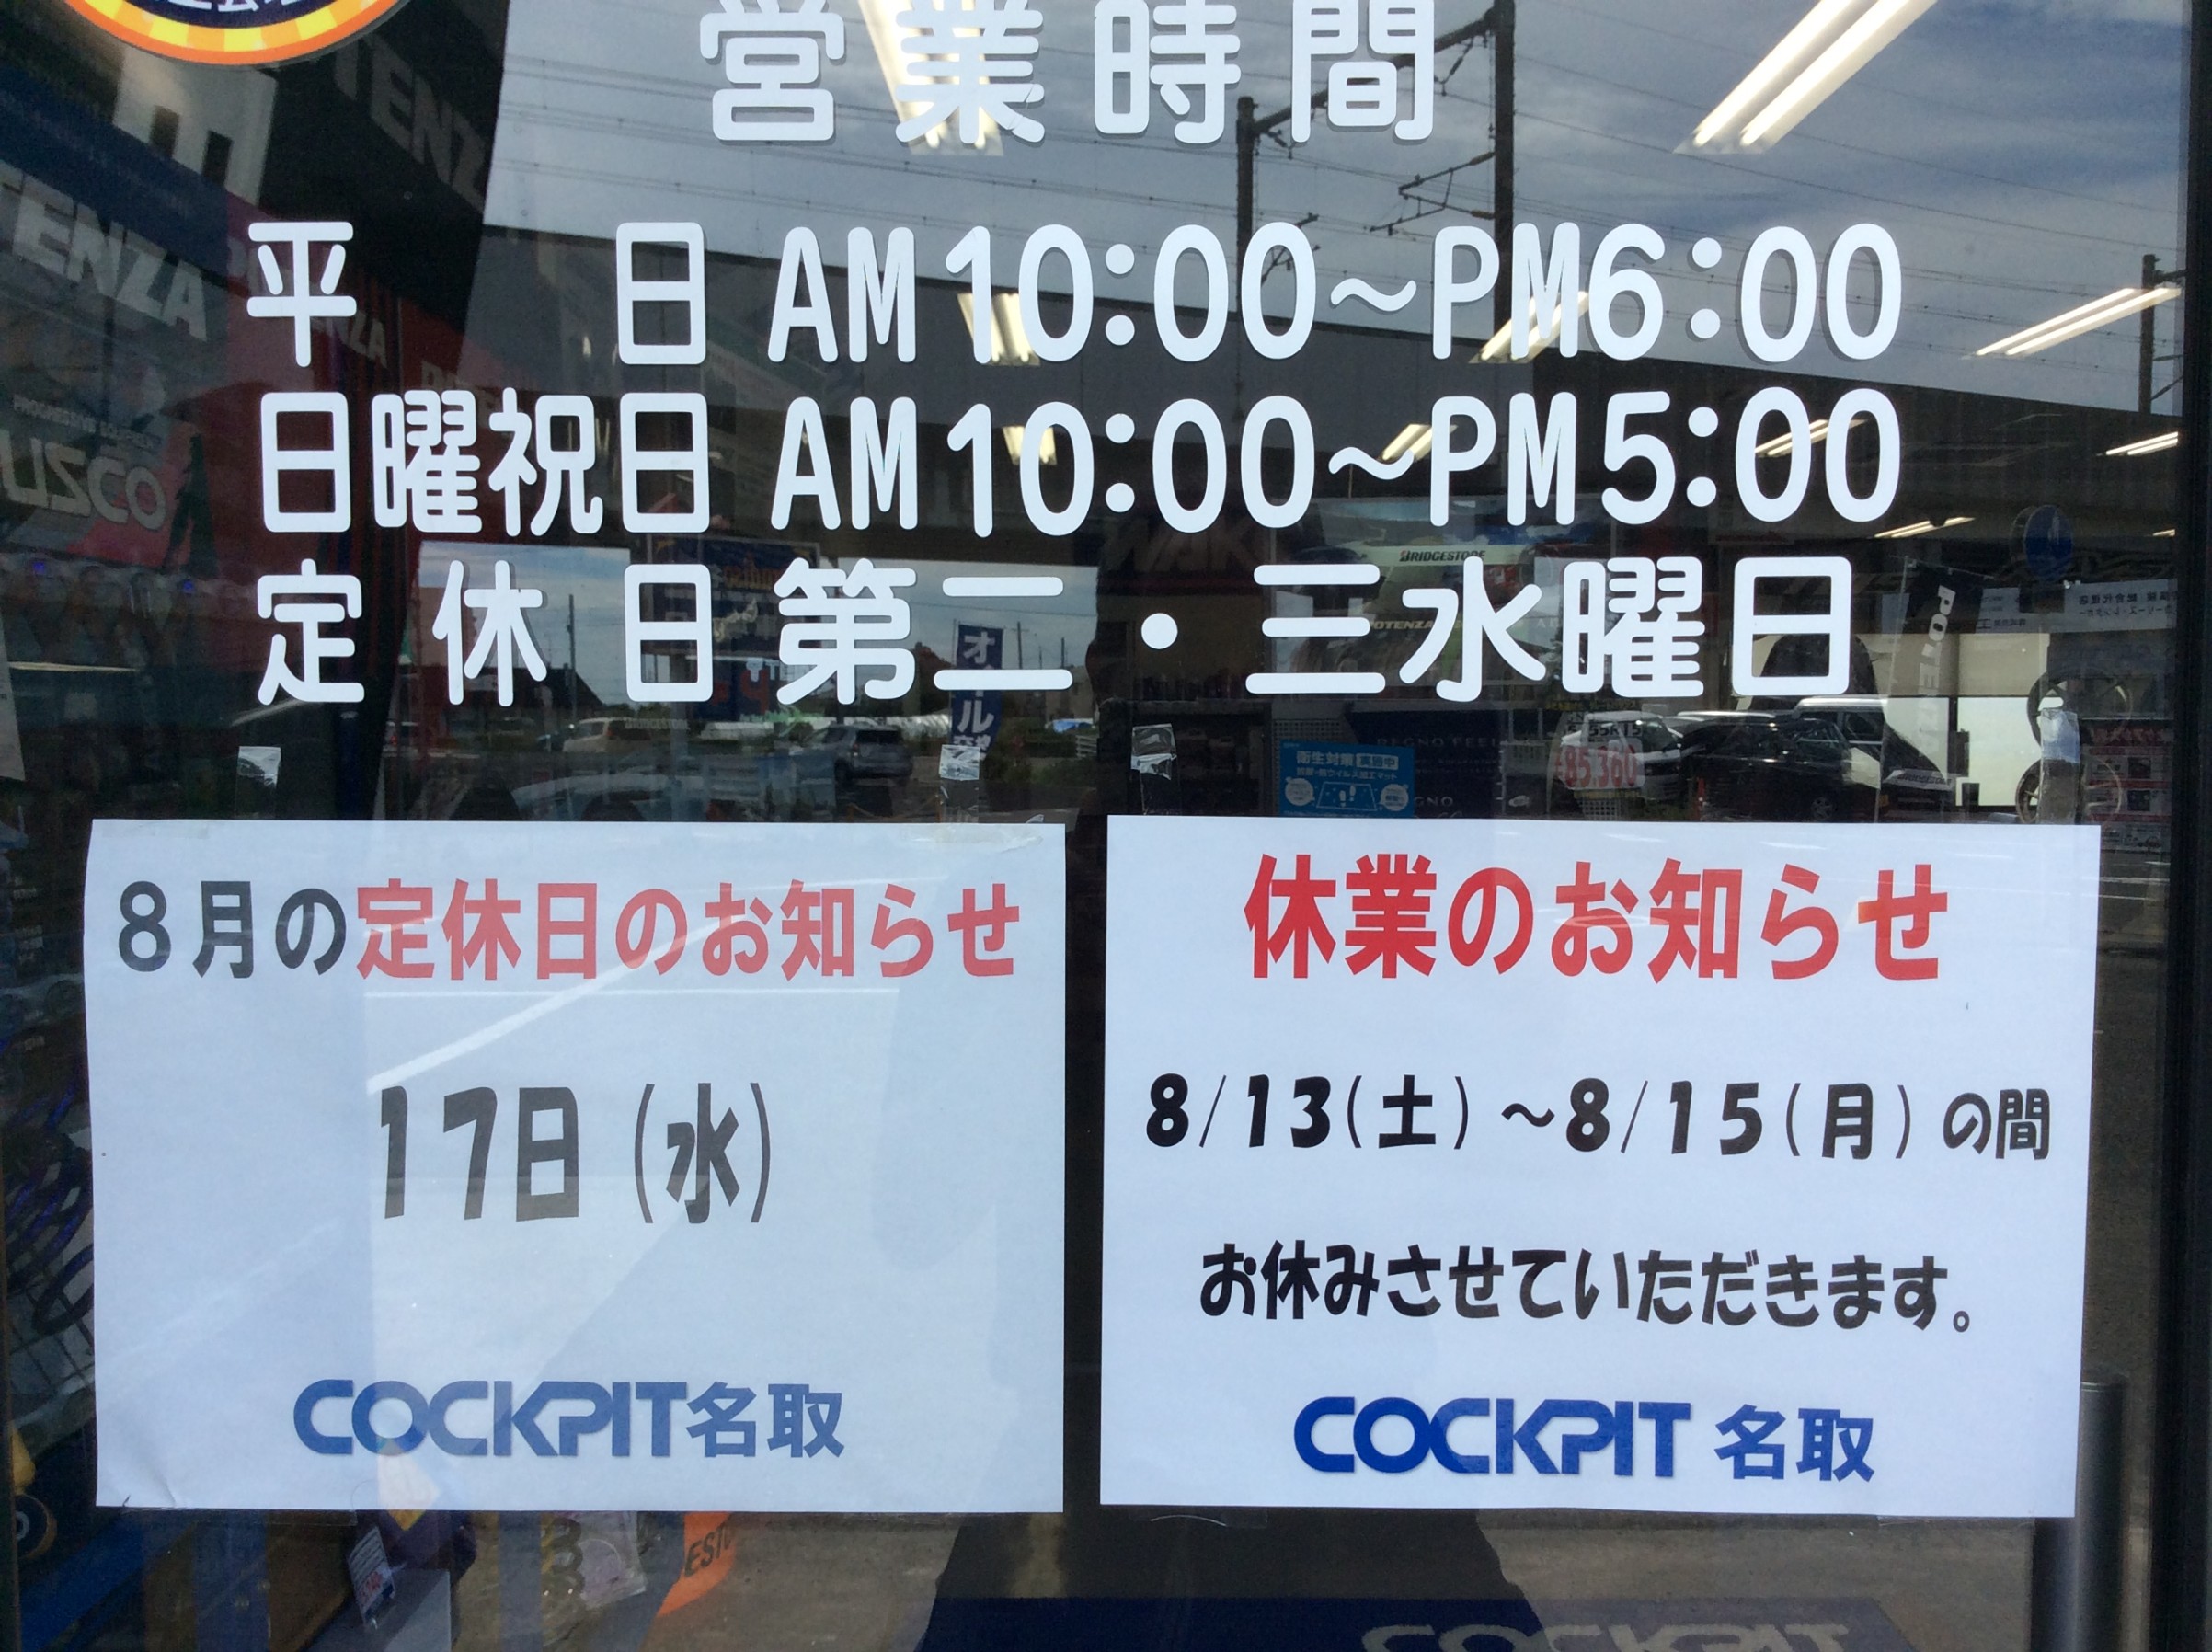 営業時間
平日 AM10:00~PM6:00
日曜祝日 AM10:00~PM5:00
定休日 第二・三水曜日
BRIDGESTONE
8月の定休日のお知らせ
17日(水)
COCKPIT名取
休業のお知らせ
8/13(土)~8/15(月)の間
お休みさせていただきます。
COCKPIT 名取